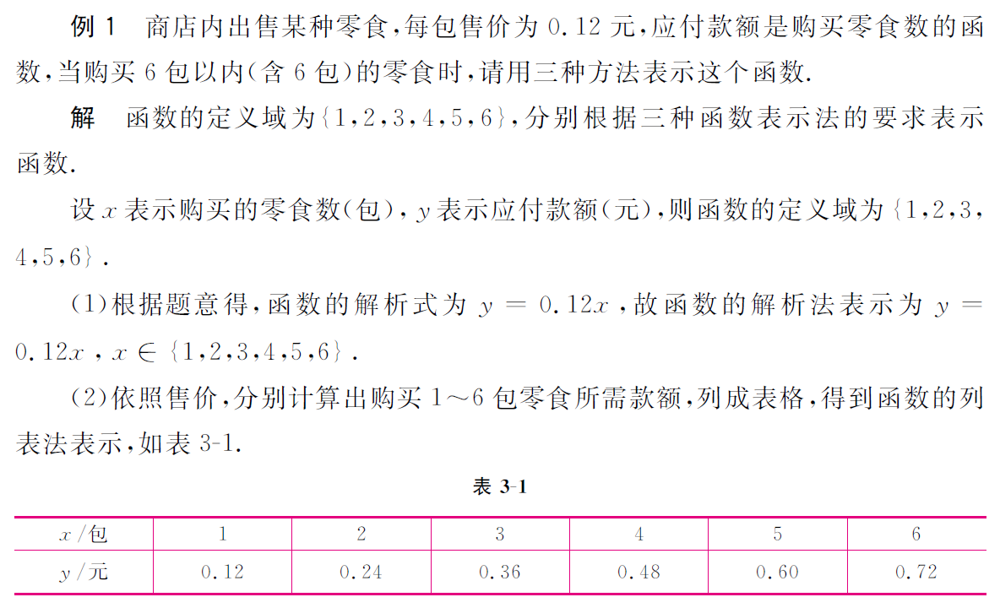 例 1 商店内出售某种零食,每包售价为 0.12 元,应付款额是购买零食数的函
数,当购买 6 包以内(含 6 包)的零食时,请用三种方法表示这个函数.
解 函数的定义域为{1,2,3,4,5,6},分别根据三种函数表示法的要求表示
函数.
设 x 表示购买的零食数(包), y 表示应付款额(元),则函数的定义域为 {1,2,3,
4,5,6} .
(1)根据题意得,函数的解析式为 y = 0.12x ,故函数的解析法表示为 y =
0.12x , x ∈ {1,2,3,4,5,6} .
(2)依照售价,分别计算出购买 1～6 包零食所需款额,列成表格,得到函数的列
表法表示,如表 3-1.
表 3-1
x /包 1 2 3 4 5 6
y /元 0.12 0.24 0.36 0.48 0.60 0.72